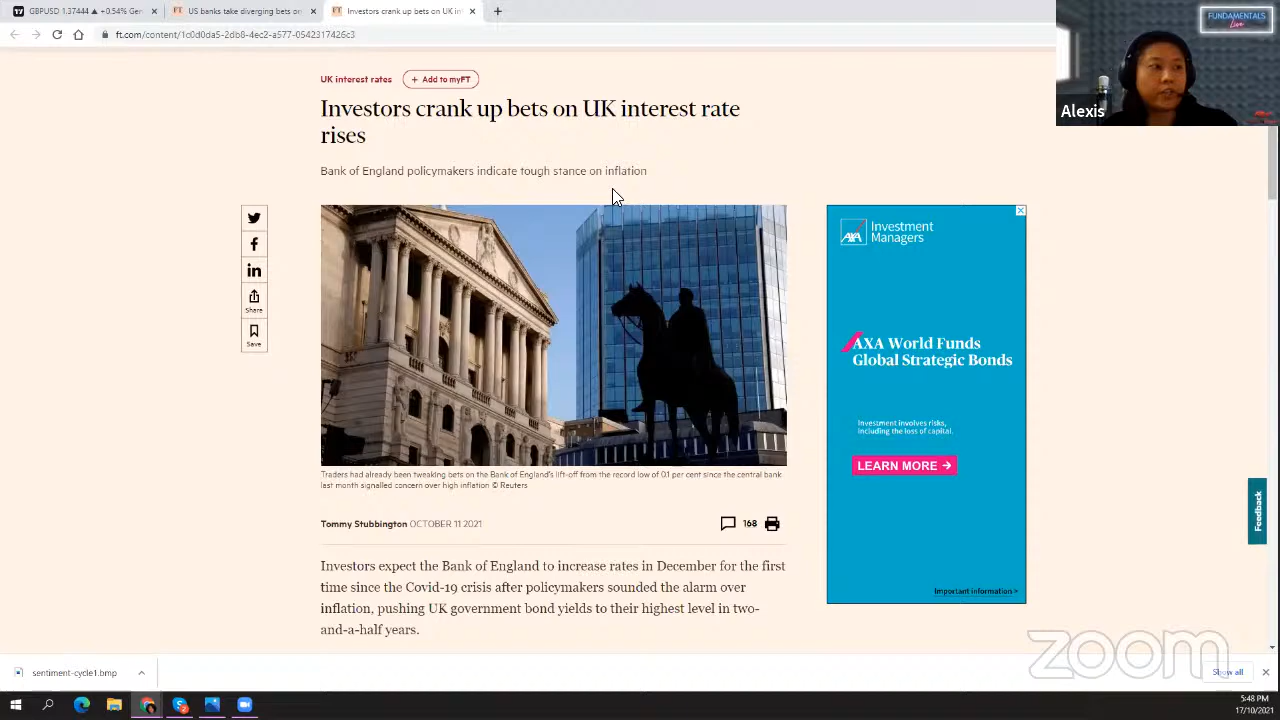 GBPUSD 1.37444 ▲ +0.54% Gen
US banks take diverging bets on
Investors crank up bets on UK in
ft.com/content/1c0d0da5-2db8-4ec2-a577-0542317426c3
FUNDAMENTALS
Live
Alexis
UK interest rates
+ Add to myFT
Investors crank up bets on UK interest rate
rises
Bank of England policymakers indicate tough stance on inflation
Share
Save
AXA Investment
Managers
AXA World Funds
Global Strategic Bonds
Investment involves risks,
including the loss of capital.
LEARN MORE →
Important information >
Feedback
Traders had already been tweaking bets on the Bank of England's lift-off from the record low of 0.1 per cent since the central bank
last month signalled concern over high inflation © Reuters
Tommy Stubbington OCTOBER 11 2021
168
Investors expect the Bank of England to increase rates in December for the first
time since the Covid-19 crisis after policymakers sounded the alarm over
inflation, pushing UK government bond yields to their highest level in two-
and-a-half years.
zoom
sentiment-cycle1.bmp
Show all
5:48 PM
17/10/2021